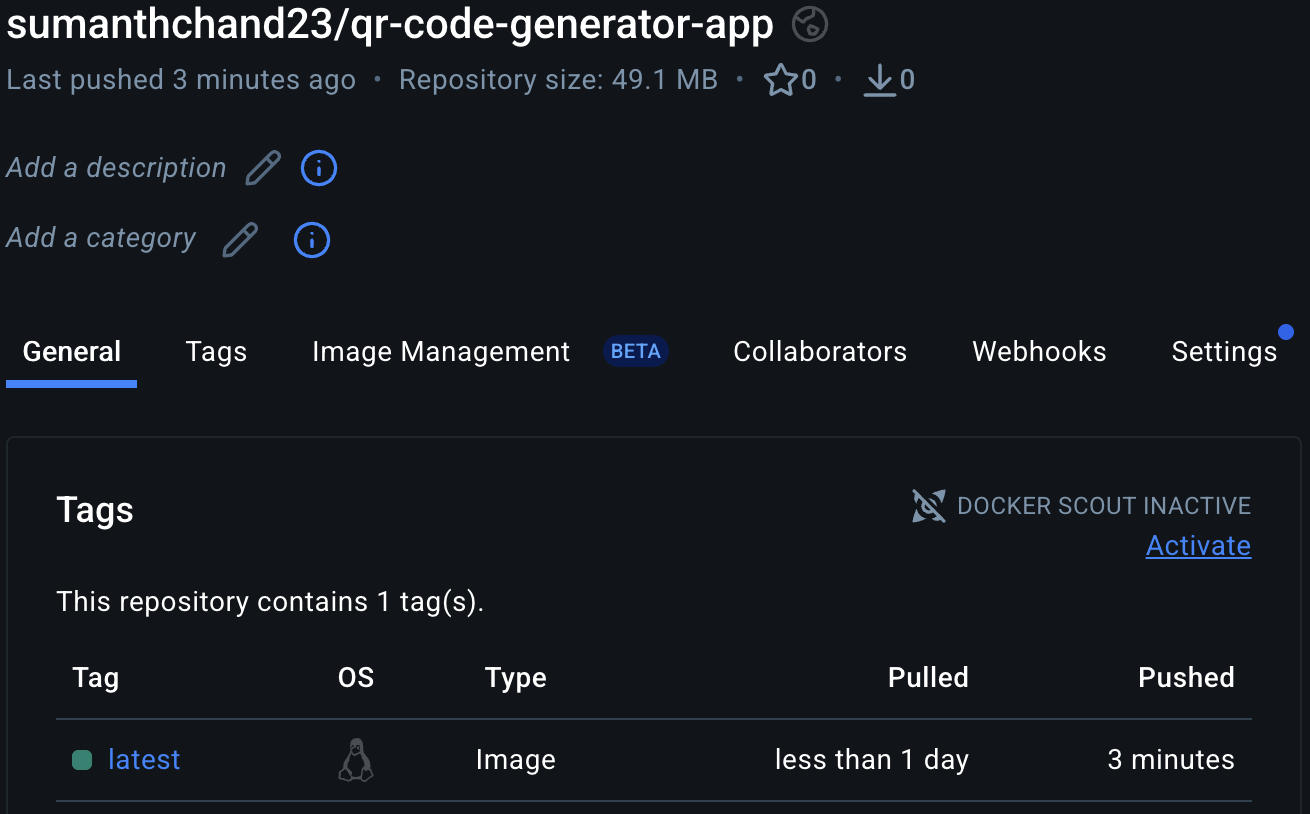 sumanthchand23/qr-code-generator-app
Last pushed 3 minutes ago • Repository size: 49.1 MB • 0 • 0
Add a description
Add a category
General Tags Image Management BETA Collaborators Webhooks Settings
Tags
DOCKER SCOUT INACTIVE
Activate
This repository contains 1 tag(s).
Tag OS Type Pulled Pushed
latest Image less than 1 day 3 minutes